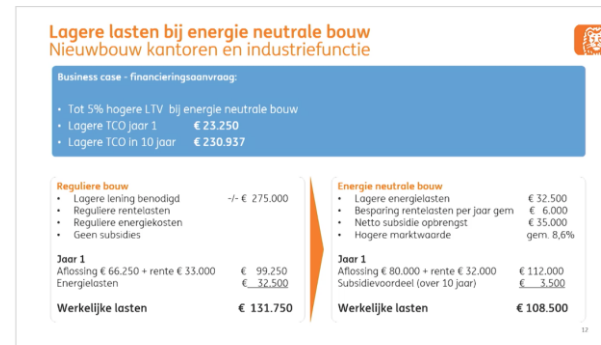 Lagere lasten bij energie neutrale bouw
Nieuwbouw kantoren en industriefunctie
Business case - financieringsaanvraag:
• Tot 5% hogere LTV bij energie neutrale bouw
• Lagere TCO jaar 1 € 23.250
• Lagere TCO in 10 jaar € 230.937
Reguliere bouw
• Lagere lening benodigd -/- € 275.000
• Reguliere rentelasten
• Reguliere energiekosten
• Geen subsidies
Jaar 1
Aflossing € 66.250 + rente € 33.000 € 99.250
Energielasten € 32.500
Werkelijke lasten € 131.750
Energie neutrale bouw
• Lagere energielasten € 32.500
• Besparing rentelasten per jaar gem € 6.000
• Netto subsidie opbrengst € 35.000
• Hogere marktwaarde gem. 8,6%
Jaar 1
Aflossing € 80.000 + rente € 32.000 € 112.000
Subsidievoordeel (over 10 jaar) € 3.500
Werkelijke lasten € 108.500
12